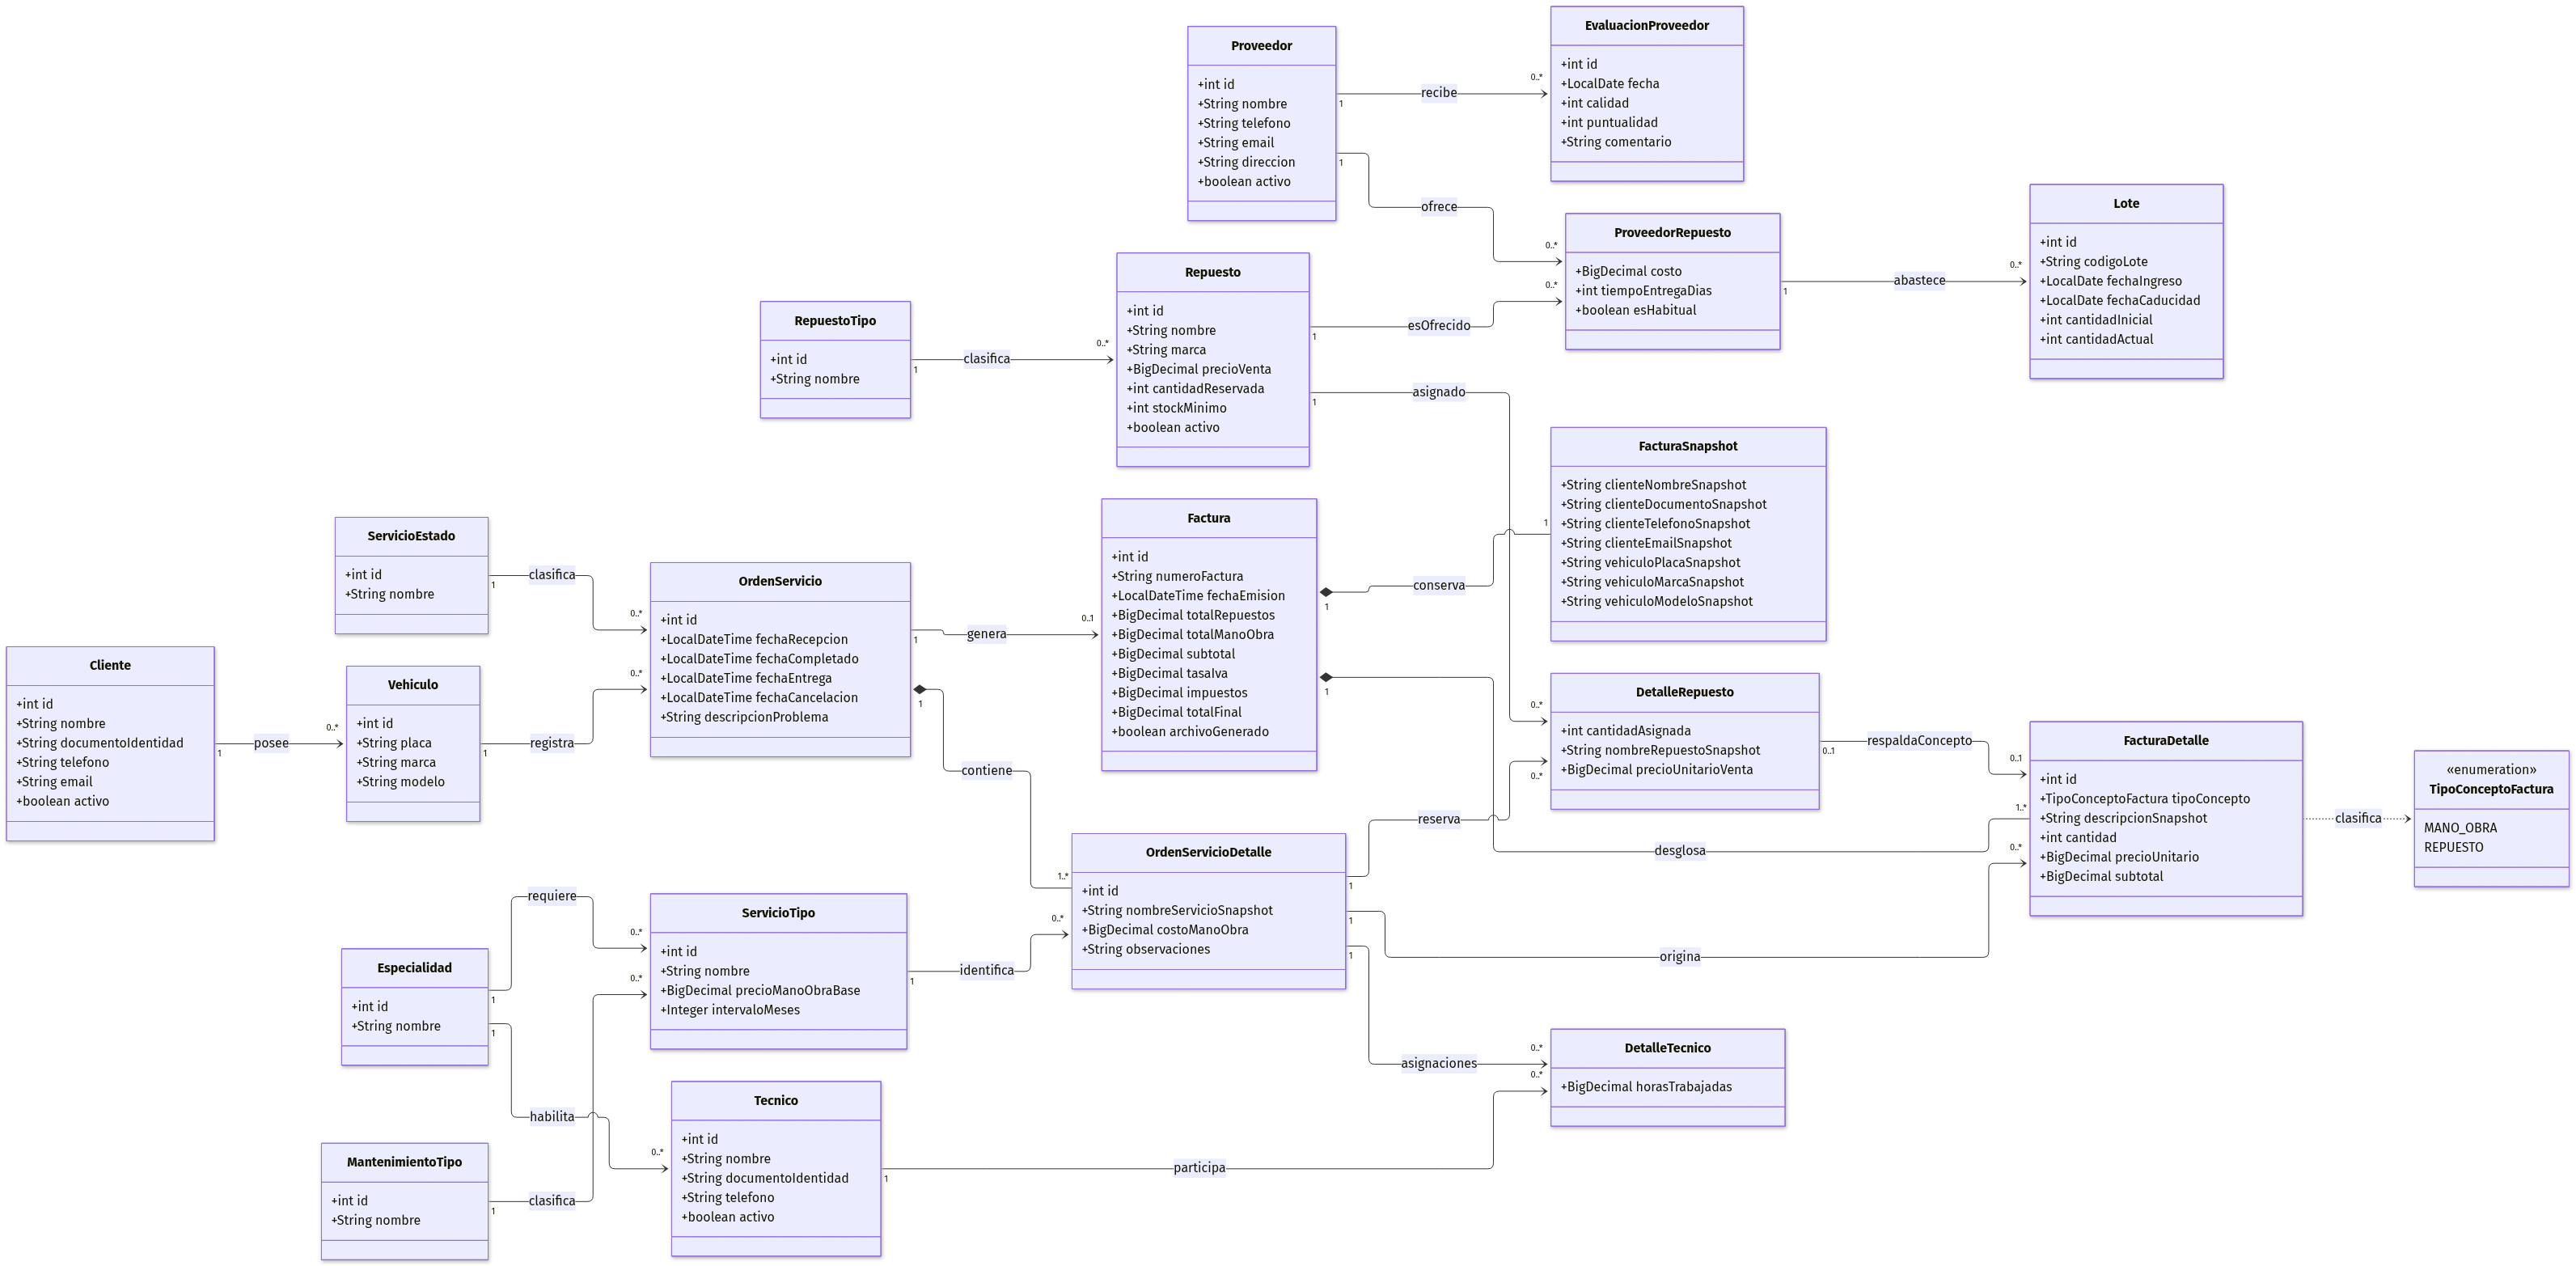 EvaluacionProveedor
+int id
+LocalDate fecha
+int calidad
+int puntualidad
+String comentario
Proveedor
+int id
+String nombre
+String telefono
+String email
+String direccion
+boolean activo
1
recibe
0..*
1
ofrece
0..*
ProveedorRepuesto
+BigDecimal costo
+int tiempoEntregaDias
+boolean esHabitual
1
abastece
0..*
Lote
+int id
+String codigoLote
+LocalDate fechaIngreso
+LocalDate fechaCaducidad
+int cantidadInicial
+int cantidadActual
RepuestoTipo
+int id
+String nombre
1
clasifica
0..*
Repuesto
+int id
+String nombre
+String marca
+BigDecimal precioVenta
+int cantidadReservada
+int stockMinimo
+boolean activo
1
esOfrecido
0..*
1
asignado
0..*
FacturaSnapshot
+String clienteNombreSnapshot
+String clienteDocumentoSnapshot
+String clienteTelefonoSnapshot
+String clienteEmailSnapshot
+String vehiculoPlacaSnapshot
+String vehiculoMarcaSnapshot
+String vehiculoModeloSnapshot
ServicioEstado
+int id
+String nombre
1
clasifica
0..*
Cliente
+int id
+String nombre
+String documentoIdentidad
+String telefono
+String email
+boolean activo
1
posee
0..*
Vehiculo
+int id
+String placa
+String marca
+String modelo
1
registra
0..*
OrdenServicio
+int id
+LocalDateTime fechaRecepcion
+LocalDateTime fechaCompletado
+LocalDateTime fechaEntrega
+LocalDateTime fechaCancelacion
+String descripcionProblema
1
genera
0..1
1
contiene
1..*
Factura
+int id
+String numeroFactura
+LocalDateTime fechaEmision
+BigDecimal totalRepuestos
+BigDecimal totalManoObra
+BigDecimal subtotal
+BigDecimal tasaIva
+BigDecimal impuestos
+BigDecimal totalFinal
+boolean archivoGenerado
1
conserva
1
1
desglosa
1..*
DetalleRepuesto
+int cantidadAsignada
+String nombreRepuestoSnapshot
+BigDecimal precioUnitarioVenta
0..1
respaldaConcepto
0..1
FacturaDetalle
+int id
+TipoConceptoFactura tipoConcepto
+String descripcionSnapshot
+int cantidad
+BigDecimal precioUnitario
+BigDecimal subtotal
clasifica
«enumeration»
TipoConceptoFactura
MANO_OBRA
REPUESTO
OrdenServicioDetalle
+int id
+String nombreServicioSnapshot
+BigDecimal costoManoObra
+String observaciones
1
reserva
0..*
1
origina
0..*
1
asignaciones
0..*
Especialidad
+int id
+String nombre
1
requiere
0..*
1
habilita
0..*
ServicioTipo
+int id
+String nombre
+BigDecimal precioManoObraBase
+Integer intervaloMeses
1
identifica
0..*
MantenimientoTipo
+int id
+String nombre
1
clasifica
0..*
Tecnico
+int id
+String nombre
+String documentoIdentidad
+String telefono
+boolean activo
1
participa
0..*
DetalleTecnico
+BigDecimal horasTrabajadas